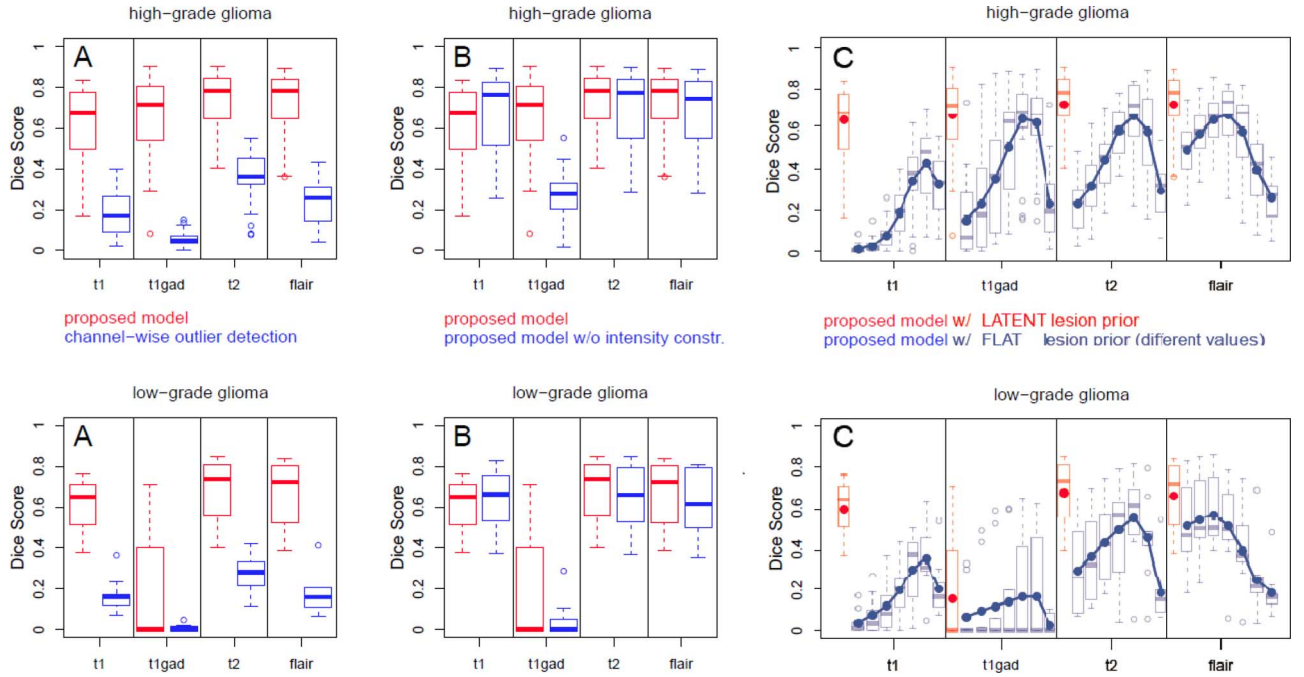 high-grade glioma
A
Dice Score
1
0.8
0.6
0.4
0.2
0
t1 t1gad t2 flair
proposed model
channel-wise outlier detection
high-grade glioma
B
Dice Score
1
0.8
0.6
0.4
0.2
0
t1 t1gad t2 flair
proposed model
proposed model w/o intensity constr.
high-grade glioma
C
Dice Score
1
0.8
0.6
0.4
0.2
0
t1 t1gad t2 flair
proposed model w/ LATENT lesion prior
proposed model w/ FLAT lesion prior (different values)
low-grade glioma
A
Dice Score
1
0.8
0.6
0.4
0.2
0
t1 t1gad t2 flair
low-grade glioma
B
Dice Score
1
0.8
0.6
0.4
0.2
0
t1 t1gad t2 flair
low-grade glioma
C
Dice Score
1
0.8
0.6
0.4
0.2
0
t1 t1gad t2 flair